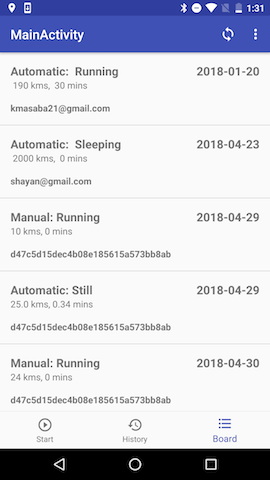 1:31
MainActivity
Automatic:  Running 2018-01-20
190 kms,  30 mins
kmasaba21@gmail.com
Automatic:  Sleeping 2018-04-23
2000 kms,  0 mins
shayan@gmail.com
Manual: Running 2018-04-29
10 kms, 0 mins
d47c5d15dec4b08e185615a573bb8ab
Automatic: Still 2018-04-29
25.0 kms, 0.34 mins
d47c5d15dec4b08e185615a573bb8ab
Manual: Running 2018-04-30
24 kms, 0 mins
d47c5d15dec4b08e185615a573bb8ab
Start History Board